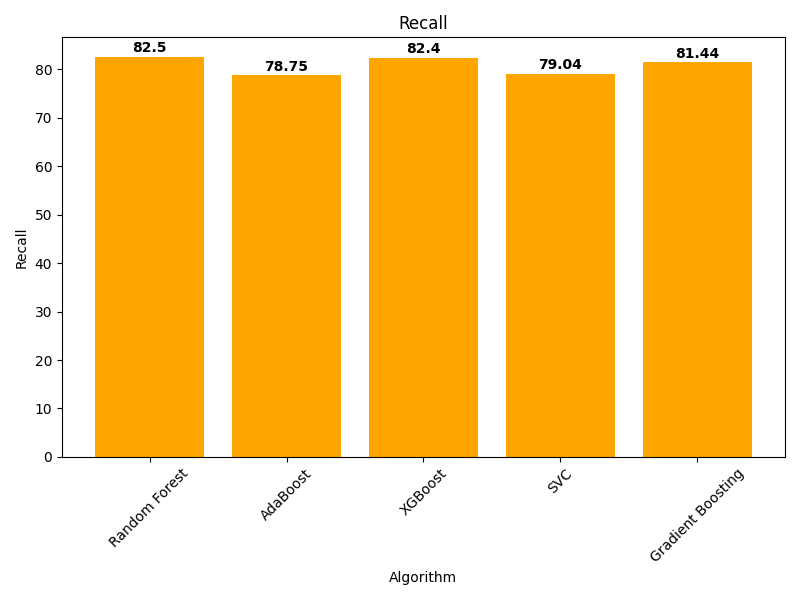 Recall
82.5
78.75
82.4
79.04
81.44
Recall
80
70
60
50
40
30
20
10
0
Random Forest
AdaBoost
XGBoost
SVC
Gradient Boosting
Algorithm